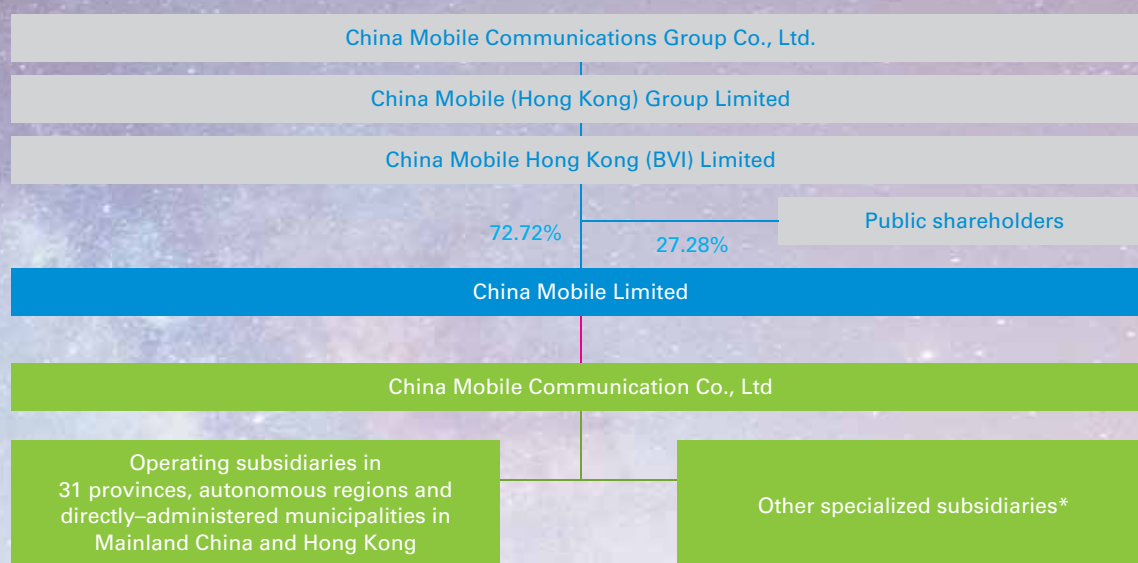 China Mobile Communications Group Co., Ltd.
China Mobile (Hong Kong) Group Limited
China Mobile Hong Kong (BVI) Limited
Public shareholders
72.72%
27.28%
China Mobile Limited
China Mobile Communication Co., Ltd
Operating subsidiaries in
31 provinces, autonomous regions and
directly–administered municipalities in
Mainland China and Hong Kong
Other specialized subsidiaries*